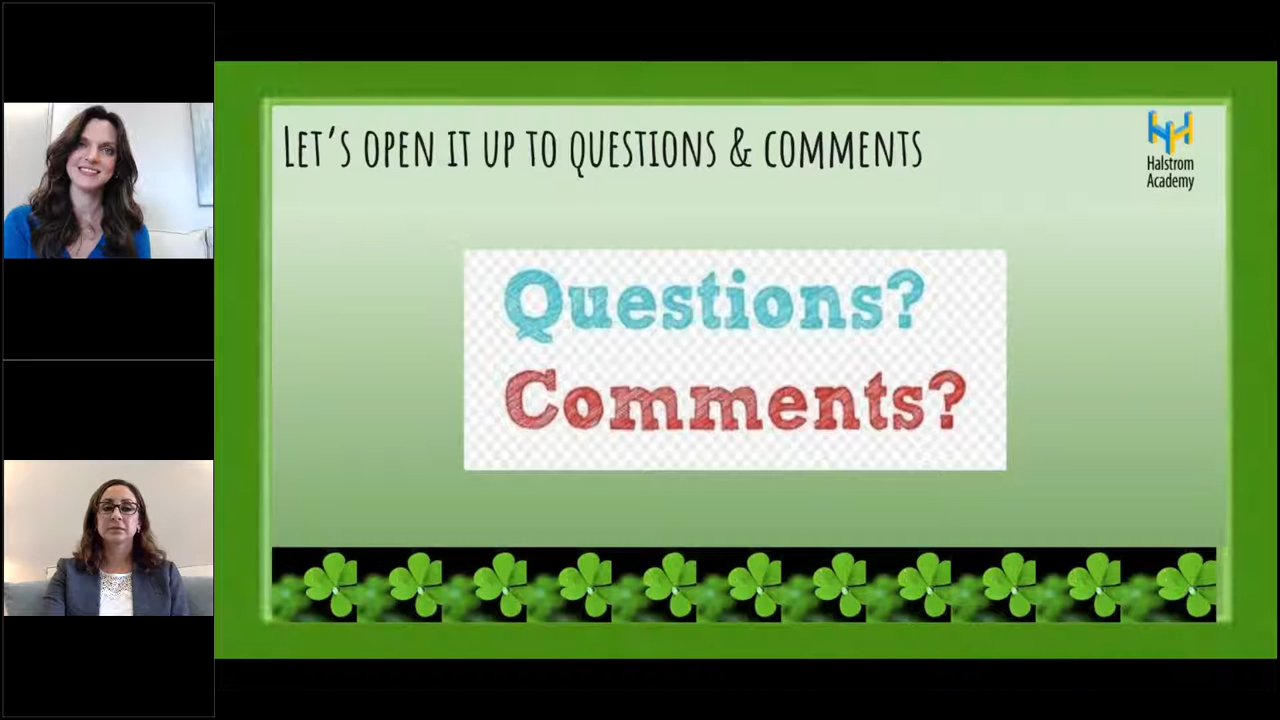 LET'S OPEN IT UP TO QUESTIONS & COMMENTS
Halstrom
Academy
Questions?
Comments?